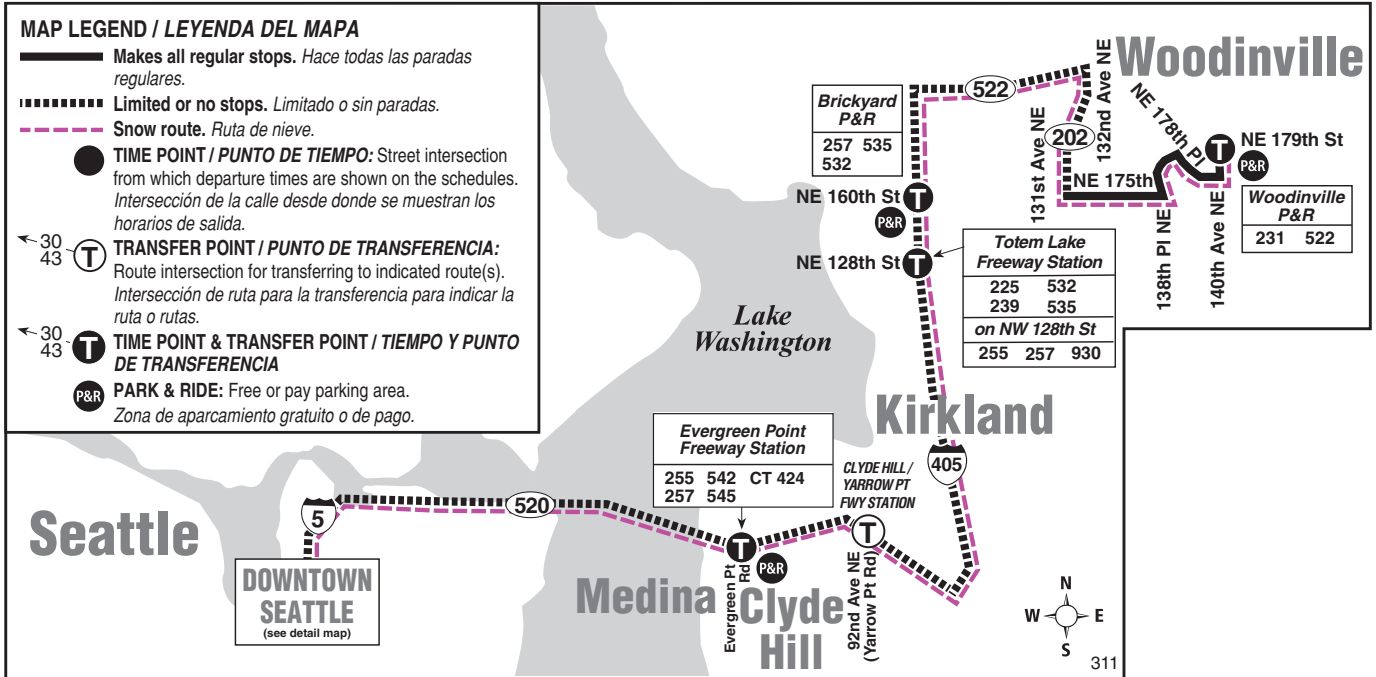 MAP LEGEND / LEYENDA DEL MAPA
Makes all regular stops. Hace todas las paradas
regulares.
Limited or no stops. Limitado o sin paradas.
Snow route. Ruta de nieve.
TIME POINT / PUNTO DE TIEMPO: Street intersection
from which departure times are shown on the schedules.
Intersección de la calle desde donde se muestran los
horarios de salida.
30
43
T
TRANSFER POINT / PUNTO DE TRANSFERENCIA:
Route intersection for transferring to indicated route(s).
Intersección de ruta para la transferencia para indicar la
ruta o rutas.
30
43
T
TIME POINT & TRANSFER POINT / TIEMPO Y PUNTO
DE TRANSFERENCIA
P&R
PARK & RIDE: Free or pay parking area.
Zona de aparcamiento gratuito o de pago.
Woodinville
522
132nd Ave NE
Brickyard
P&R
257 535
532
131st Ave NE
202
NE 178th Pl
T
NE 179th St
P&R
NE 175th
Woodinville
P&R
231 522
NE 160th St
T
P&R
138th Pl NE
140th Ave NE
NE 128th St
T
Totem Lake
Freeway Station
225 532
239 535
on NW 128th St
255 257 930
Lake
Washington
Kirkland
405
Evergreen Point
Freeway Station
255 542 CT 424
257 545
CLYDE HILL/
YARROW PT
FWY STATION
T
Seattle
5
520
T
P&R
DOWNTOWN
SEATTLE
(see detail map)
Medina
Evergreen Pt
Rd
Clyde
Hill
92nd Ave NE
(Yarrow Pt Rd)
N
W E
S
311